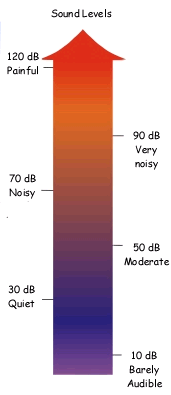 Sound Levels
120 dB
Painful
90 dB
Very
noisy
70 dB
Noisy
50 dB
Moderate
30 dB
Quiet
10 dB
Barely
Audible